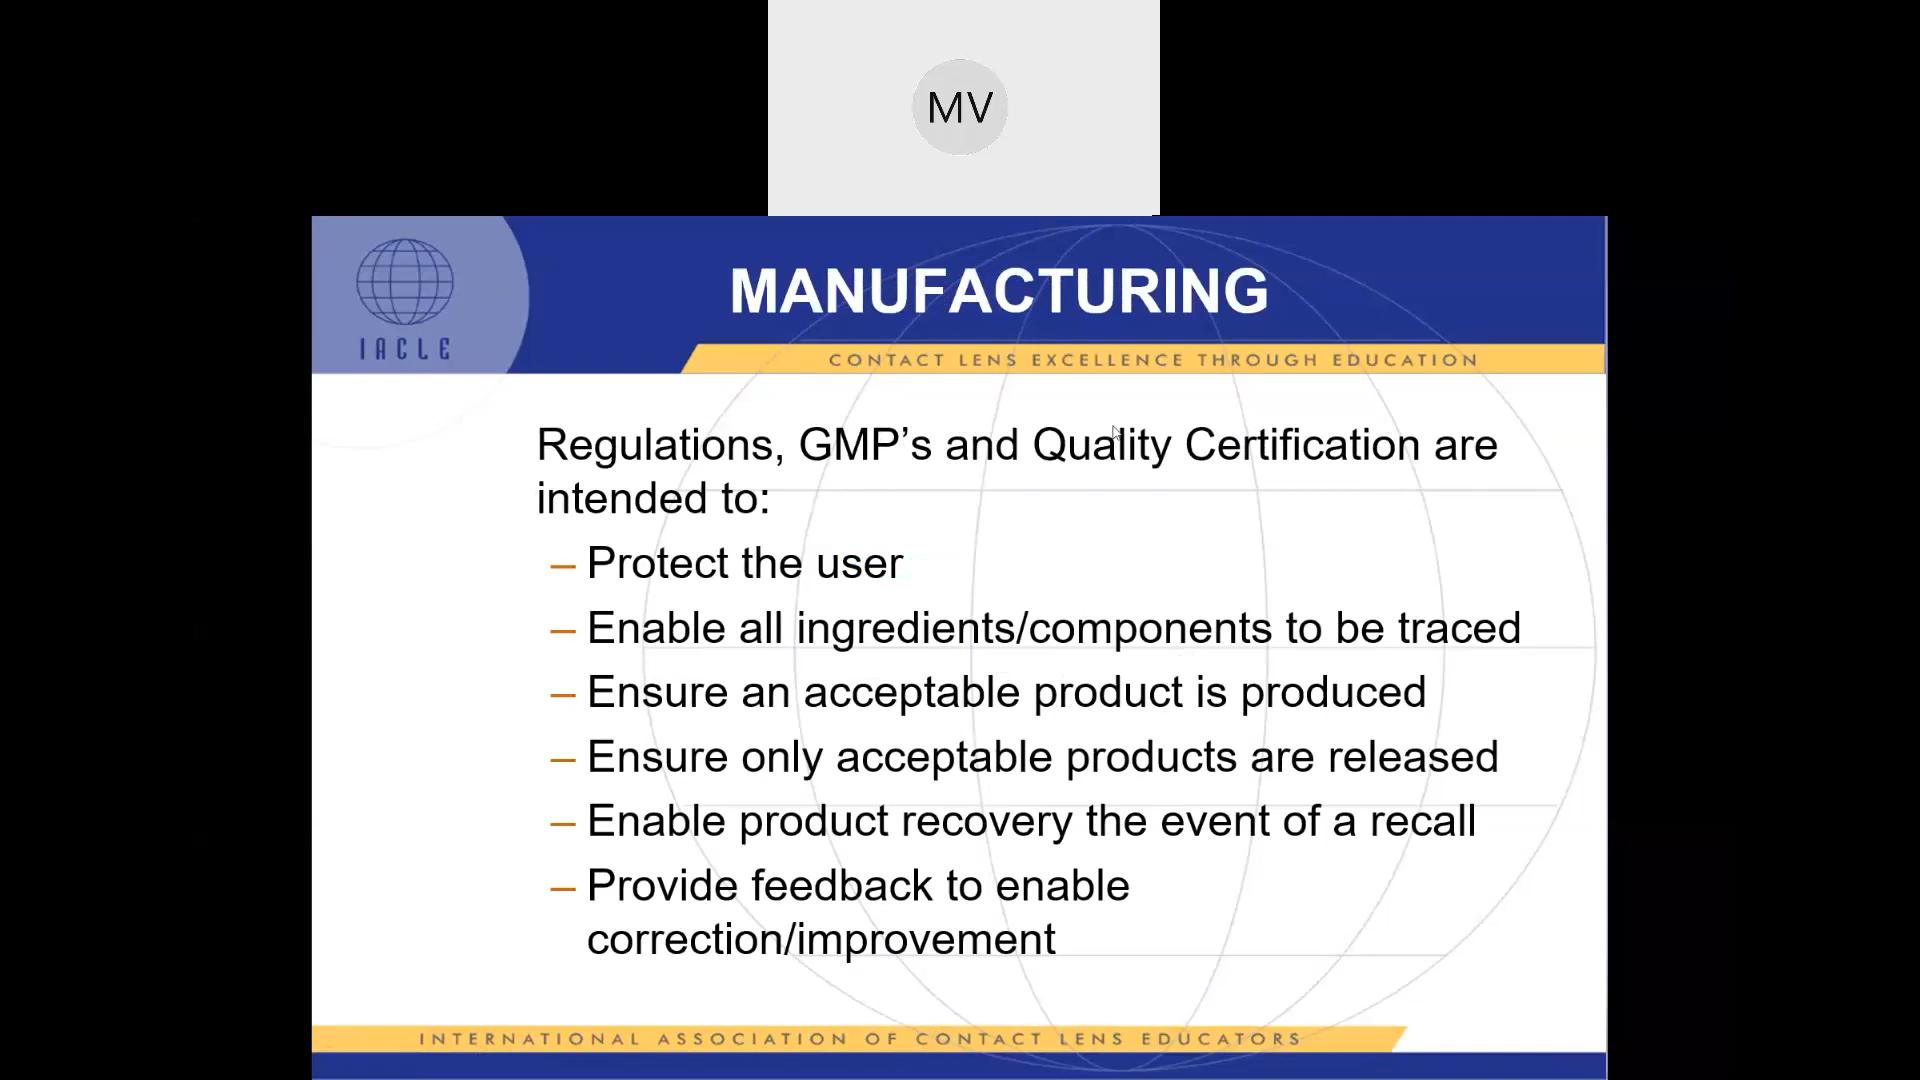 MV
IACLE
MANUFACTURING
CONTACT LENS EXCELLENCE THROUGH EDUCATION
Regulations, GMP’s and Quality Certification are
intended to:
– Protect the user
– Enable all ingredients/components to be traced
– Ensure an acceptable product is produced
– Ensure only acceptable products are released
– Enable product recovery the event of a recall
– Provide feedback to enable
correction/improvement
INTERNATIONAL ASSOCIATION OF CONTACT LENS EDUCATORS